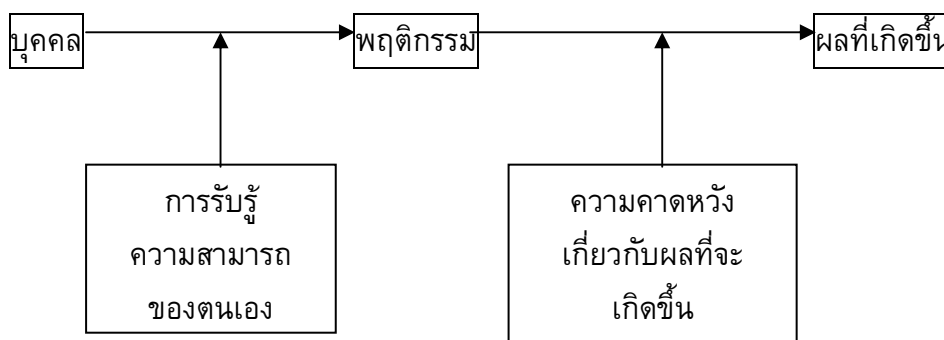 บุคคล
พฤติกรรม
ผลที่เกิดขึ้น
การรับรู้
ความสามารถ
ของตนเอง
ความคาดหวัง
เกี่ยวกับผลที่จะ
เกิดขึ้น